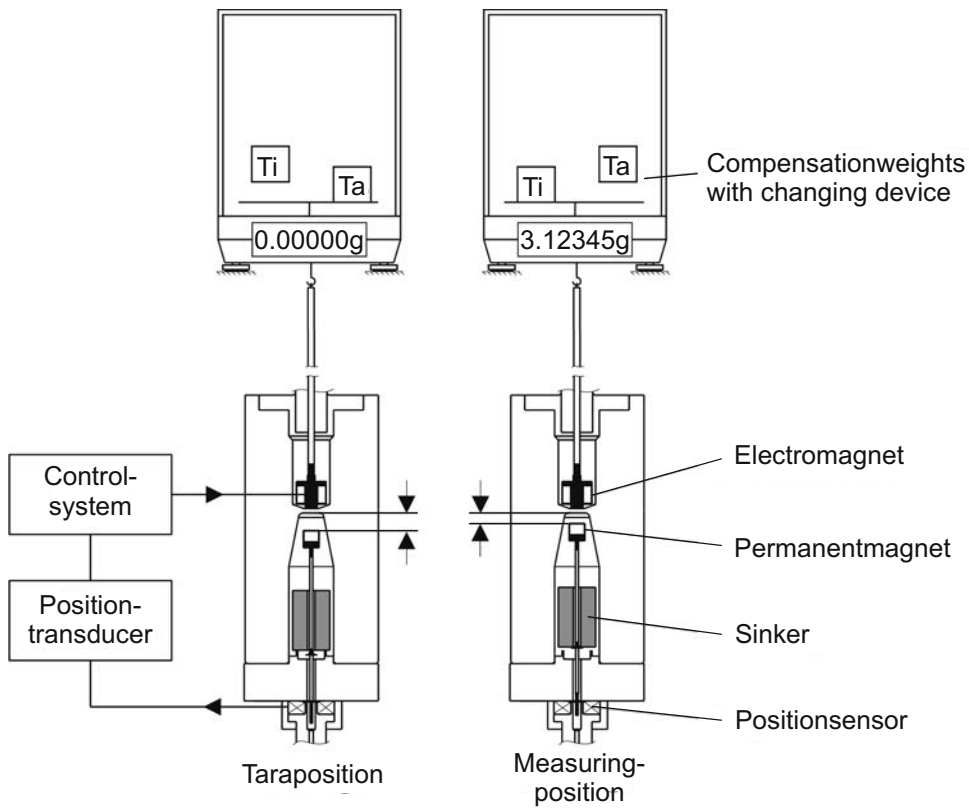 Ti
Ta
0.00000g
Ti
Ta
3.12345g
Compensationweights
with changing device
Control-
system
Position-
transducer
Electromagnet
Permanentmagnet
Sinker
Positionsensor
Taraposition
Measuring-
position